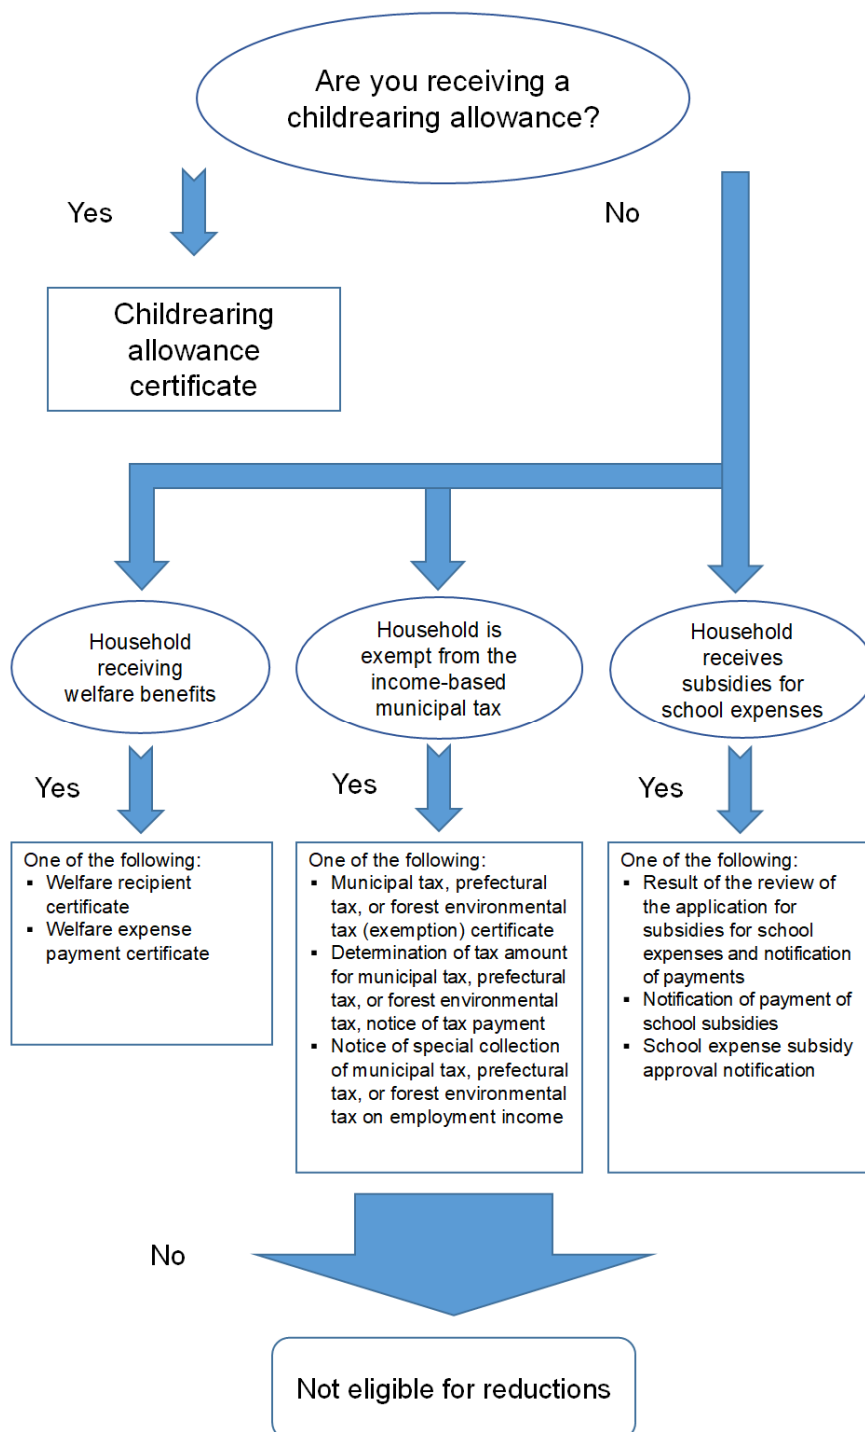 Are you receiving a
childrearing allowance?
Yes
No
Childrearing
allowance
certificate
Household
receiving
welfare benefits
Household is
exempt from the
income-based
municipal tax
Household
receives
subsidies for
school expenses
Yes
Yes
Yes
One of the following:
▪ Welfare recipient
certificate
▪ Welfare expense
payment certificate
One of the following:
▪ Municipal tax, prefectural
tax, or forest environmental
tax (exemption) certificate
▪ Determination of tax amount
for municipal tax, prefectural
tax, or forest environmental
tax, notice of tax payment
▪ Notice of special collection
of municipal tax, prefectural
tax, or forest environmental
tax on employment income
One of the following:
▪ Result of the review of
the application for
subsidies for school
expenses and notification
of payments
▪ Notification of payment of
school subsidies
▪ School expense subsidy
approval notification
No
Not eligible for reductions